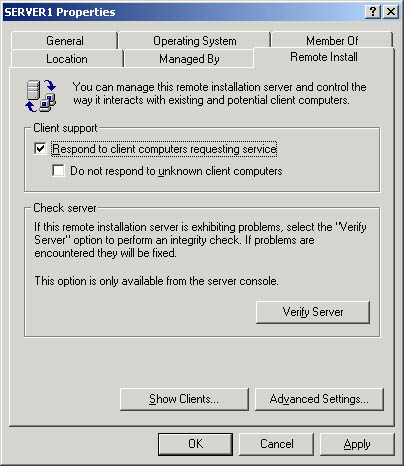 SERVER1 Properties
General
Operating System
Member Of
Location
Managed By
Remote Install
You can manage this remote installation server and control the
way it interacts with existing and potential client computers.
Client support
Respond to client computers requesting service
Do not respond to unknown client computers
Check server
If this remote installation server is exhibiting problems, select the "Verify
Server" option to perform an integrity check. If problems are
encountered they will be fixed.
This option is only available from the server console.
Verify Server
Show Clients...
Advanced Settings...
OK
Cancel
Apply